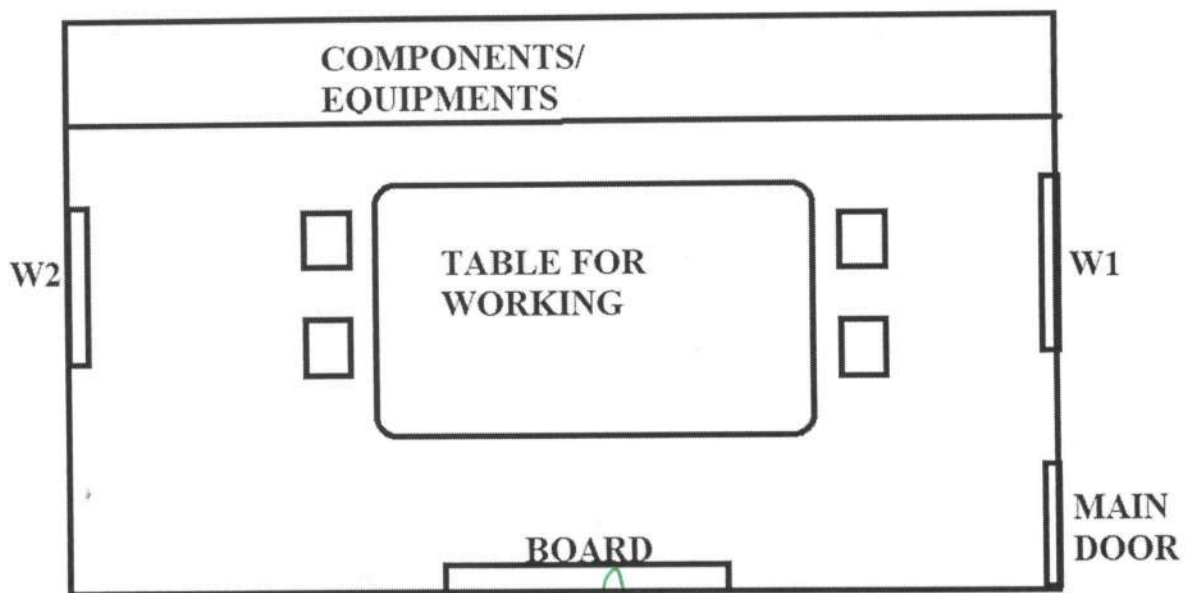 COMPONENTS/
EQUIPMENTS
W2
TABLE FOR
WORKING
W1
MAIN
DOOR
BOARD